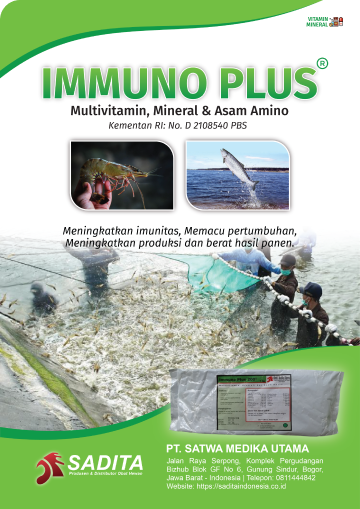 VITAMIN
MINERAL
IMMUNO PLUS®
Multivitamin, Mineral & Asam Amino
Kementan RI: No. D 2108540 PBS
Meningkatkan imunitas, Memacu pertumbuhan,
Meningkatkan produksi dan berat hasil panen.
Immuno Plus
SADITA
Produsen & Distributor Obat Hewan
PT. SATWA MEDIKA UTAMA
Jalan Raya Serpong, Komplek Pergudangan
Bizhub Blok GF No 6, Gunung Sindur, Bogor,
Jawa Barat - Indonesia | Telepon: 0811444842
Website: https://saditaindonesia.co.id